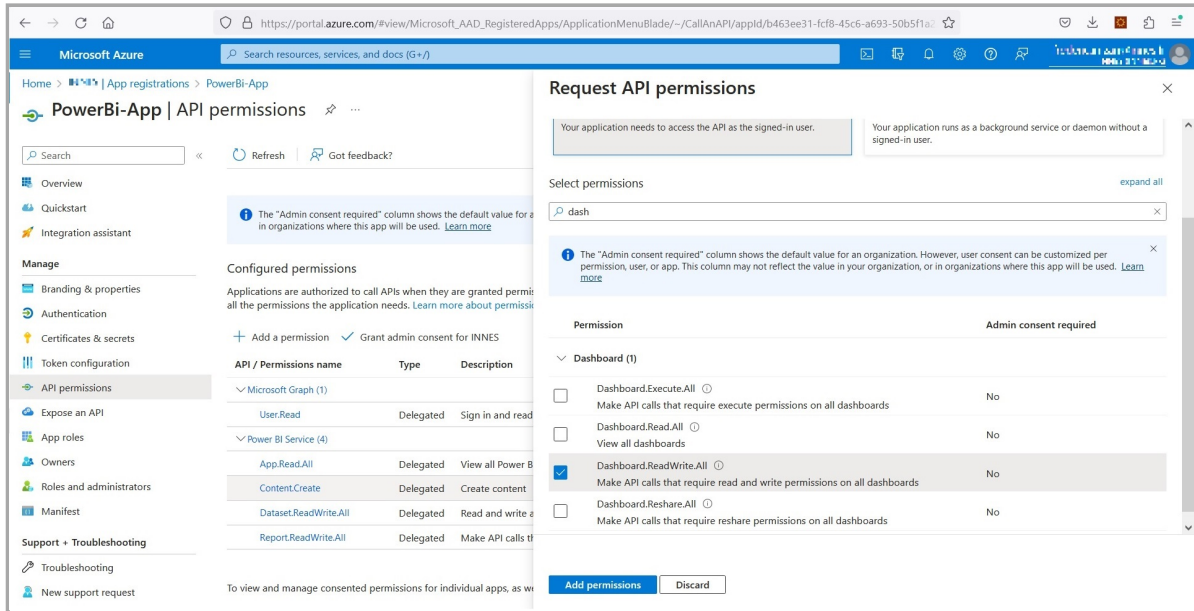 https://portal.azure.com/#view/Microsoft_AAD_RegisteredApps/ApplicationMenuBlade/~/CallAnAPI/appId/b463ee31-fcf8-45c6-a693-50b5f1a2
Microsoft Azure
Search resources, services, and docs (G+/)
Home > | App registrations > PowerBi-App
PowerBi-App | API permissions
Search
Overview
Quickstart
Integration assistant
Manage
Branding & properties
Authentication
Certificates & secrets
Token configuration
API permissions
Expose an API
App roles
Owners
Roles and administrators
Manifest
Support + Troubleshooting
Troubleshooting
New support request
Refresh
Got feedback?
The "Admin consent required" column shows the default value for a
in organizations where this app will be used. Learn more
Configured permissions
Applications are authorized to call APIs when they are granted permis
all the permissions the application needs. Learn more about permissi
Add a permission
Grant admin consent for INNES
API / Permissions name Type Description
Microsoft Graph (1)
User.Read Delegated Sign in and read
Power BI Service (4)
App.Read.All Delegated View all Power B
Content.Create Delegated Create content
Dataset.ReadWrite.All Delegated Read and write a
Report.ReadWrite.All Delegated Make API calls th
To view and manage consented permissions for individual apps, as we
Request API permissions
Your application needs to access the API as the signed-in user.
Your application runs as a background service or daemon without a
signed-in user.
Select permissions
expand all
dash
The "Admin consent required" column shows the default value for an organization. However, user consent can be customized per
permission, user, or app. This column may not reflect the value in your organization, or in organizations where this app will be used. Learn
more
Permission Admin consent required
Dashboard (1)
Dashboard.Execute.All
Make API calls that require execute permissions on all dashboards
No
Dashboard.Read.All
View all dashboards
No
Dashboard.ReadWrite.All
Make API calls that require read and write permissions on all dashboards
No
Dashboard.Reshare.All
Make API calls that require reshare permissions on all dashboards
No
Add permissions
Discard